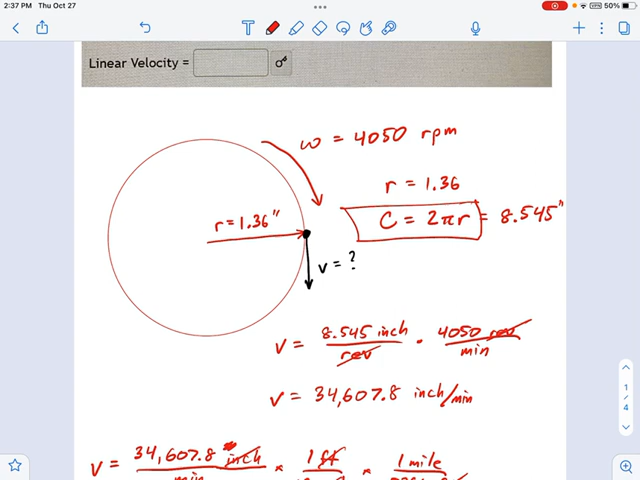 2:37 PM Thu Oct 27
50%
Linear Velocity =
ω = 4050 rpm
r = 1.36
r = 1.36"
C = 2πr = 8.545"
v = ?
v = 8.545 inch / rev · 4050 rev / min
v = 34,607.8 inch/min
v = 34,607.8 inch / min × 1 ft × 1 mile
1 / 4